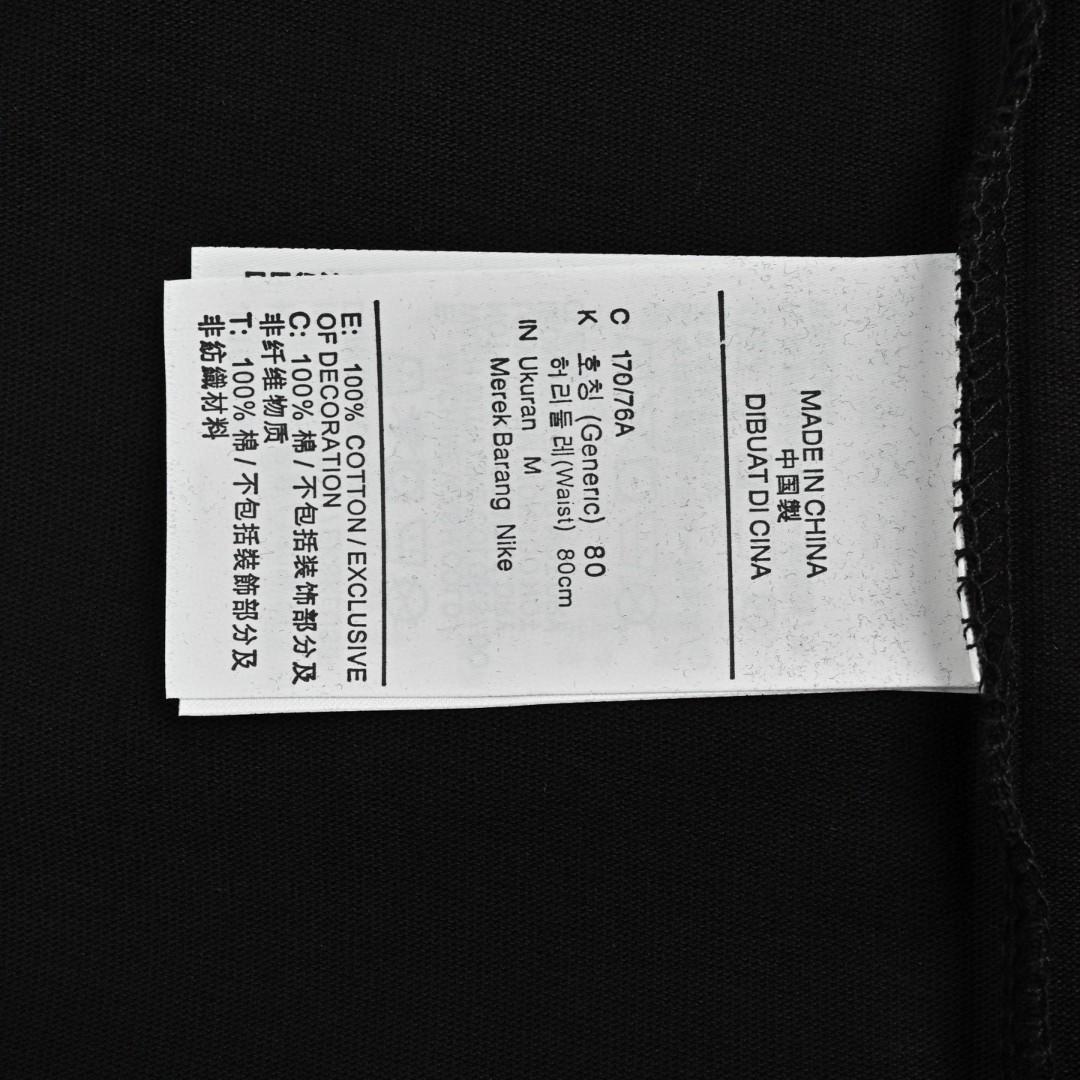 MADE IN CHINA
中国製
DIBUAT DI CINA
C 170/76A
K 호칭 (Generic) 80
허리둘레(Waist) 80cm
IN Ukuran M
Merek Barang Nike
E: 100% COTTON / EXCLUSIVE
OF DECORATION
C: 100% 棉 / 不包括装饰部分及
非纤维物质
T: 100% 棉 / 不包括裝飾部分及
非紡織材料